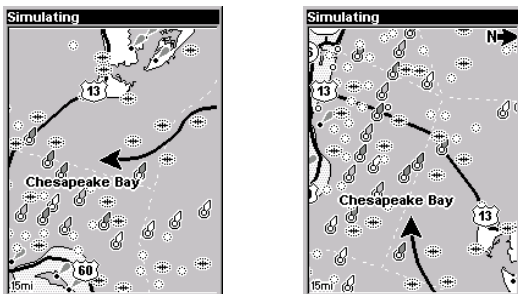 Simulating
13
Chesapeake Bay
60
15mi
Simulating
N
13
Chesapeake Bay
13
15mi